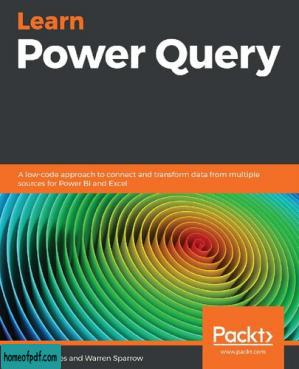 Learn
Power Query
A low-code approach to connect and transform data from multiple
sources for Power BI and Excel
Packt>
www.packt.com
and Warren Sparrow
homeofpdf.com